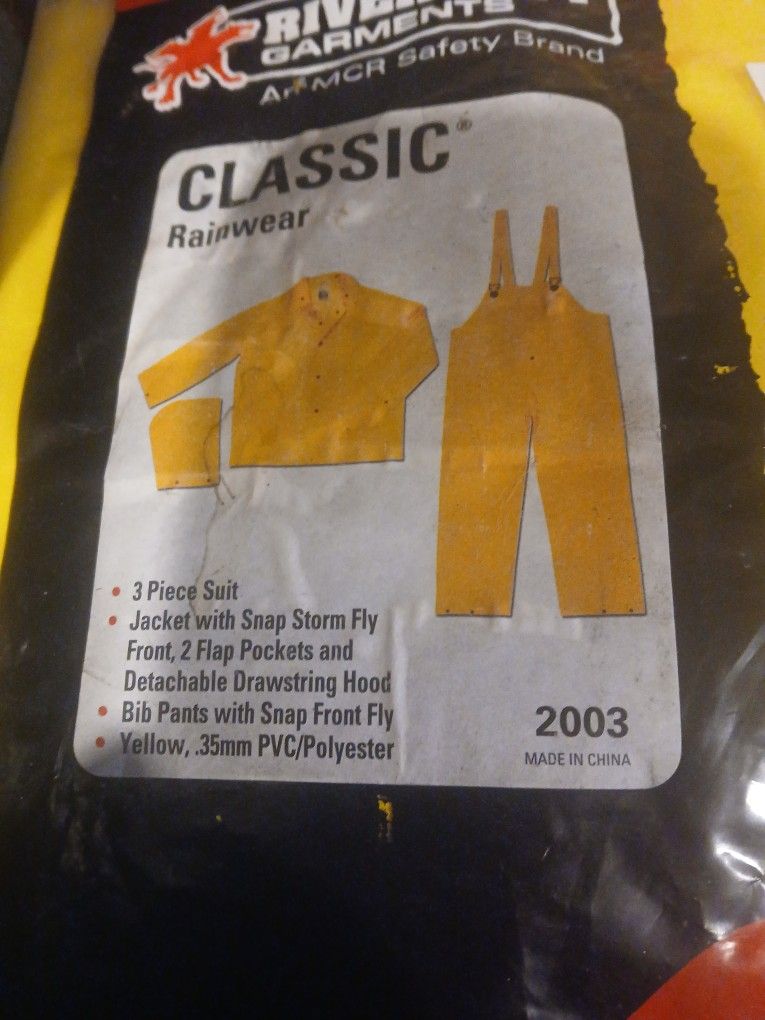 GARMENTS
An MCR Safety Brand
CLASSIC®
Rainwear
• 3 Piece Suit
• Jacket with Snap Storm Fly
Front, 2 Flap Pockets and
Detachable Drawstring Hood
• Bib Pants with Snap Front Fly
• Yellow, .35mm PVC/Polyester
2003
MADE IN CHINA